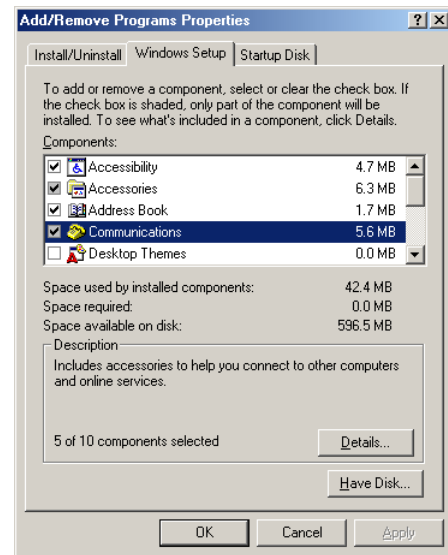 Add/Remove Programs Properties
Install/Uninstall Windows Setup Startup Disk
To add or remove a component, select or clear the check box. If
the check box is shaded, only part of the component will be
installed. To see what's included in a component, click Details.
Components:
Accessibility 4.7 MB
Accessories 6.3 MB
Address Book 1.7 MB
Communications 5.6 MB
Desktop Themes 0.0 MB
Space used by installed components: 42.4 MB
Space required: 0.0 MB
Space available on disk: 596.5 MB
Description
Includes accessories to help you connect to other computers
and online services.
5 of 10 components selected Details...
Have Disk...
OK Cancel Apply